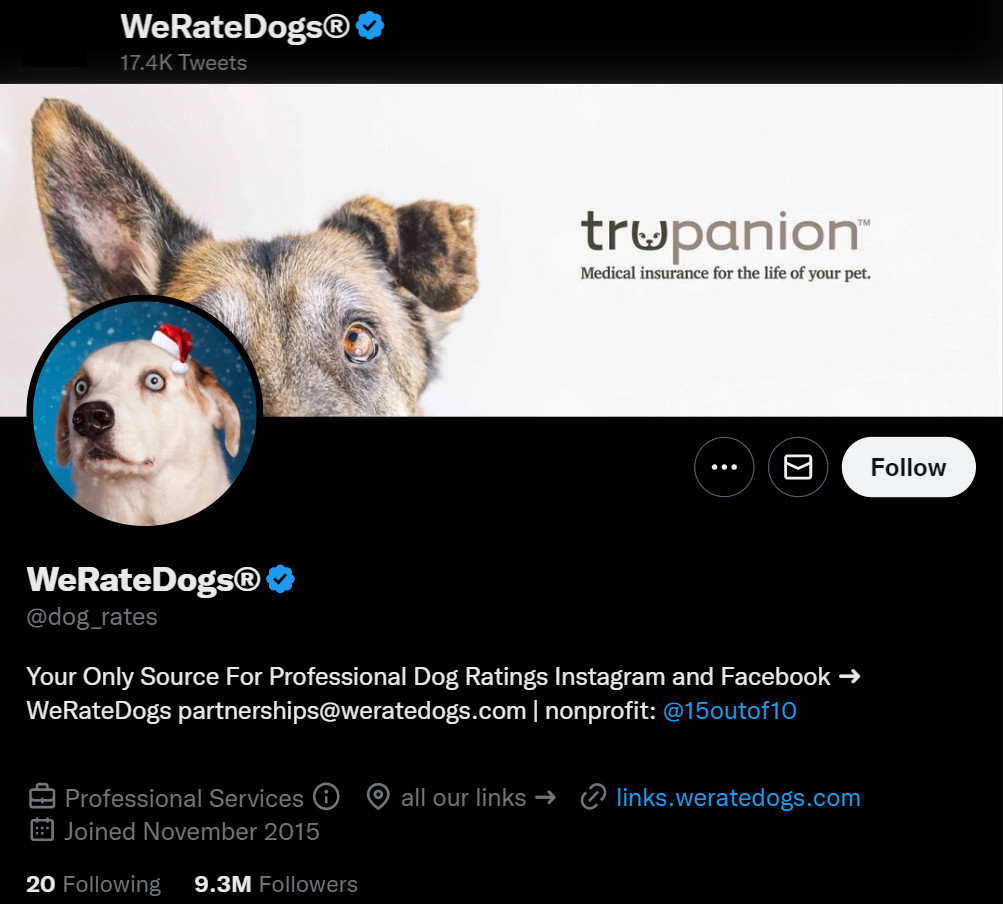 WeRateDogs®
17.4K Tweets
trupanion™
Medical insurance for the life of your pet.
Follow
WeRateDogs®
@dog_rates
Your Only Source For Professional Dog Ratings Instagram and Facebook →
WeRateDogs partnerships@weratedogs.com | nonprofit: @15outof10
Professional Services all our links → links.weratedogs.com
Joined November 2015
20 Following 9.3M Followers